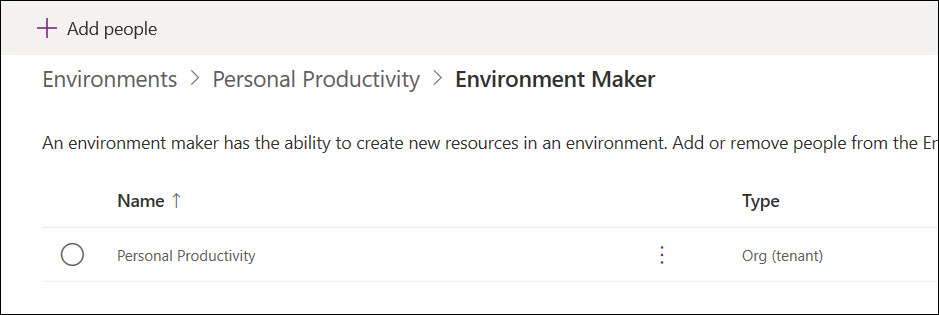 Add people
Environments > Personal Productivity > Environment Maker
An environment maker has the ability to create new resources in an environment. Add or remove people from the
Name ↑ Type
Personal Productivity Org (tenant)